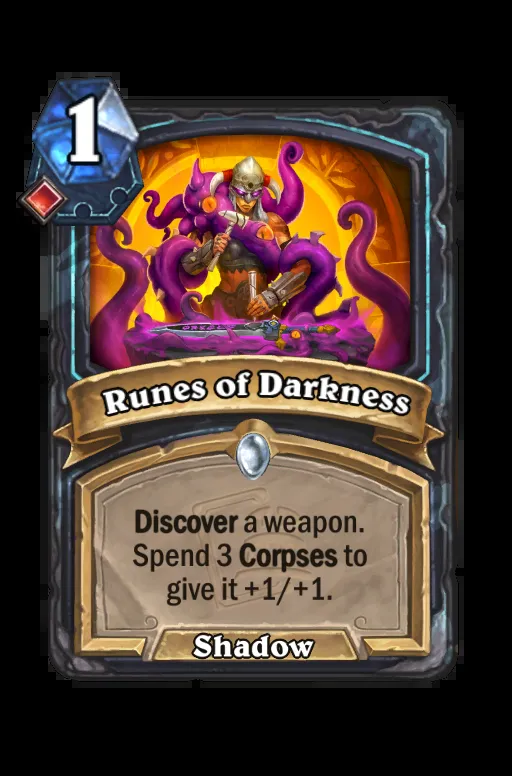 1
Runes of Darkness
Discover a weapon.
Spend 3 Corpses to
give it +1/+1.
Shadow